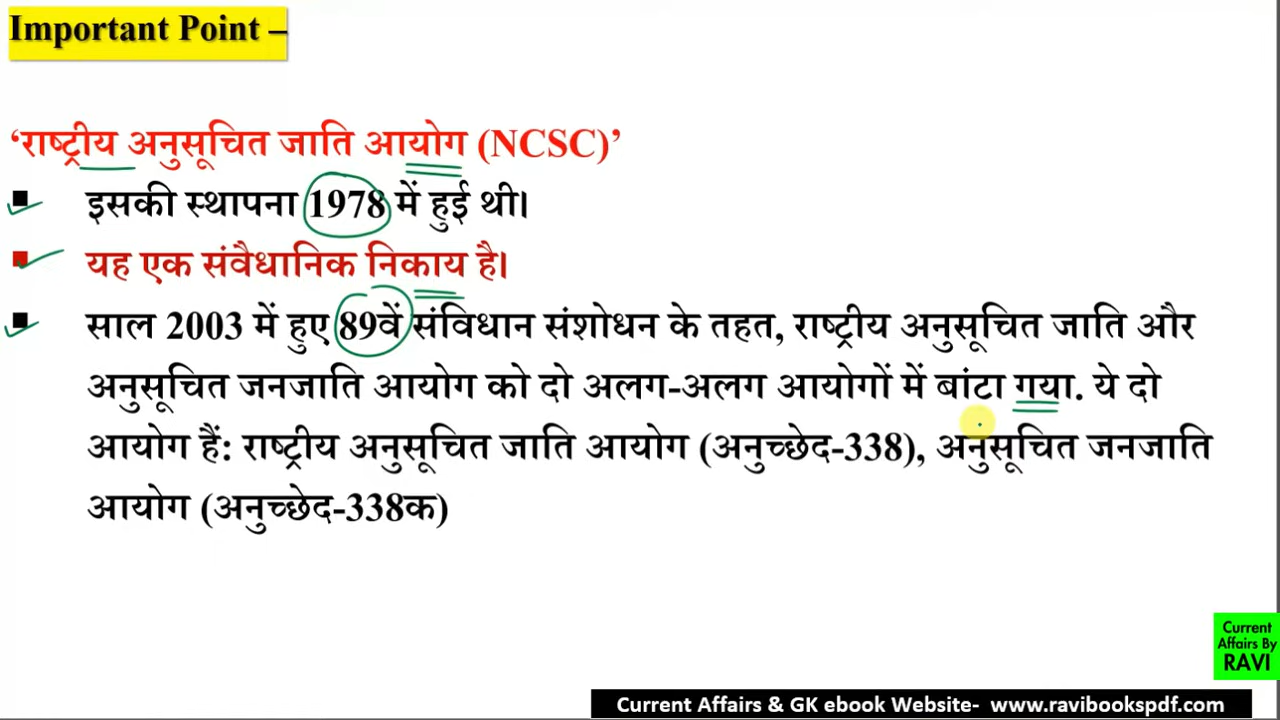 Important Point –
‘राष्ट्रीय अनुसूचित जाति आयोग (NCSC)’
▪ इसकी स्थापना 1978 में हुई थी।
▪ यह एक संवैधानिक निकाय है।
▪ साल 2003 में हुए 89वें संविधान संशोधन के तहत, राष्ट्रीय अनुसूचित जाति और
अनुसूचित जनजाति आयोग को दो अलग-अलग आयोगों में बांटा गया. ये दो
आयोग हैं: राष्ट्रीय अनुसूचित जाति आयोग (अनुच्छेद-338), अनुसूचित जनजाति
आयोग (अनुच्छेद-338क)
Current
Affairs By
RAVI
Current Affairs & GK ebook Website- www.ravibookspdf.com